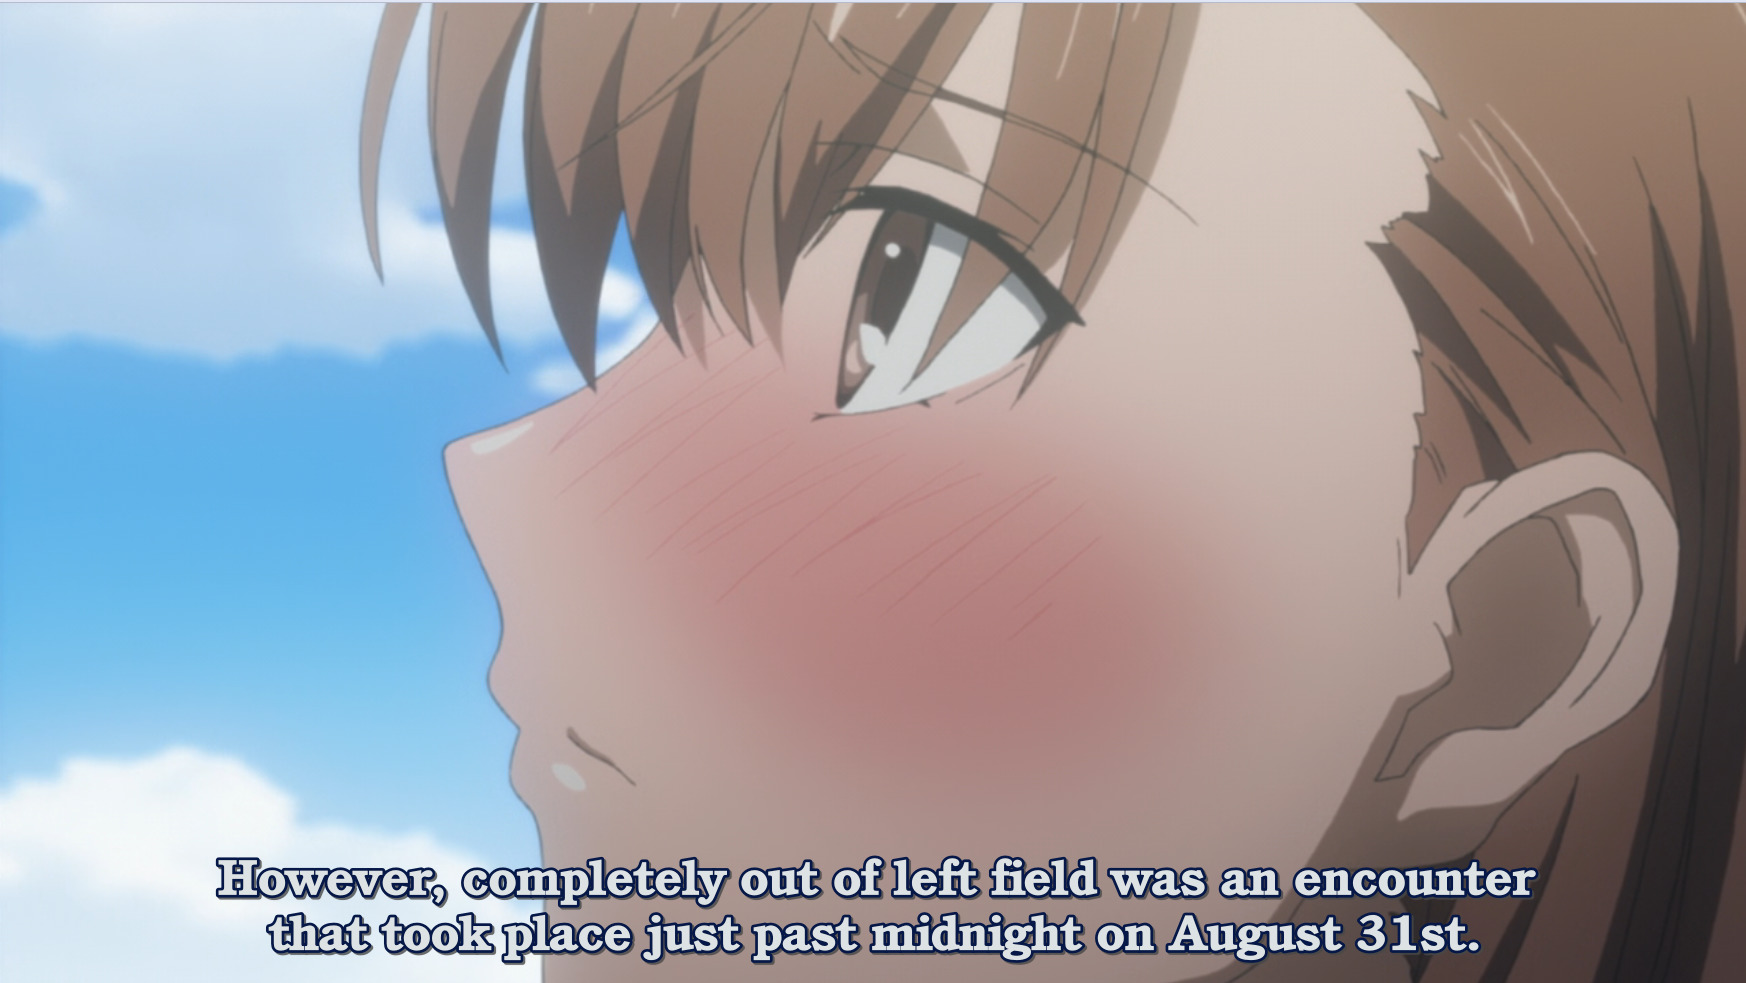 However, completely out of left field was an encounter
that took place just past midnight on August 31st.